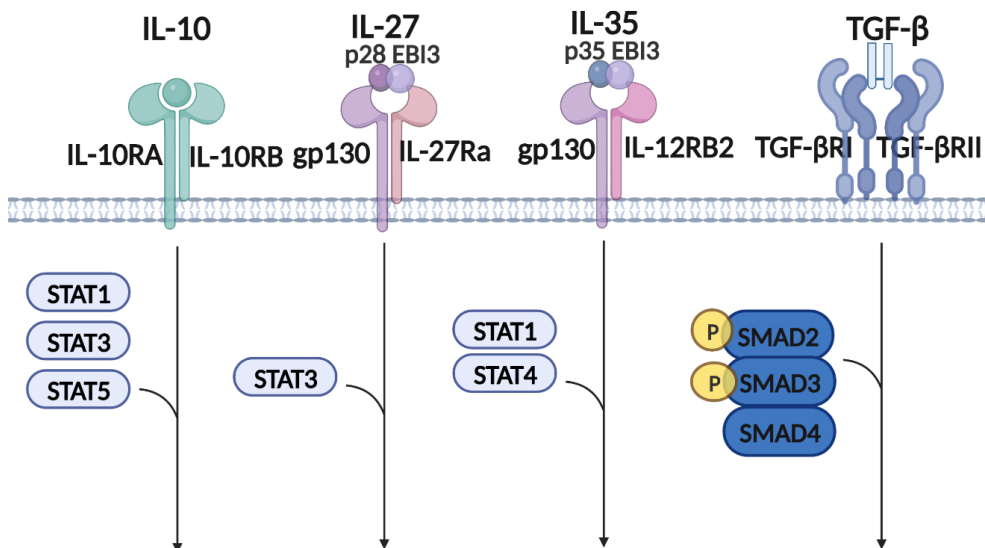 IL-10
IL-27
p28 EBI3
IL-35
p35 EBI3
TGF-β
IL-10RA
IL-10RB
gp130
IL-27Ra
gp130
IL-12RB2
TGF-βRI
TGF-βRII
STAT1
STAT3
STAT5
STAT3
STAT1
STAT4
P
SMAD2
P
SMAD3
SMAD4